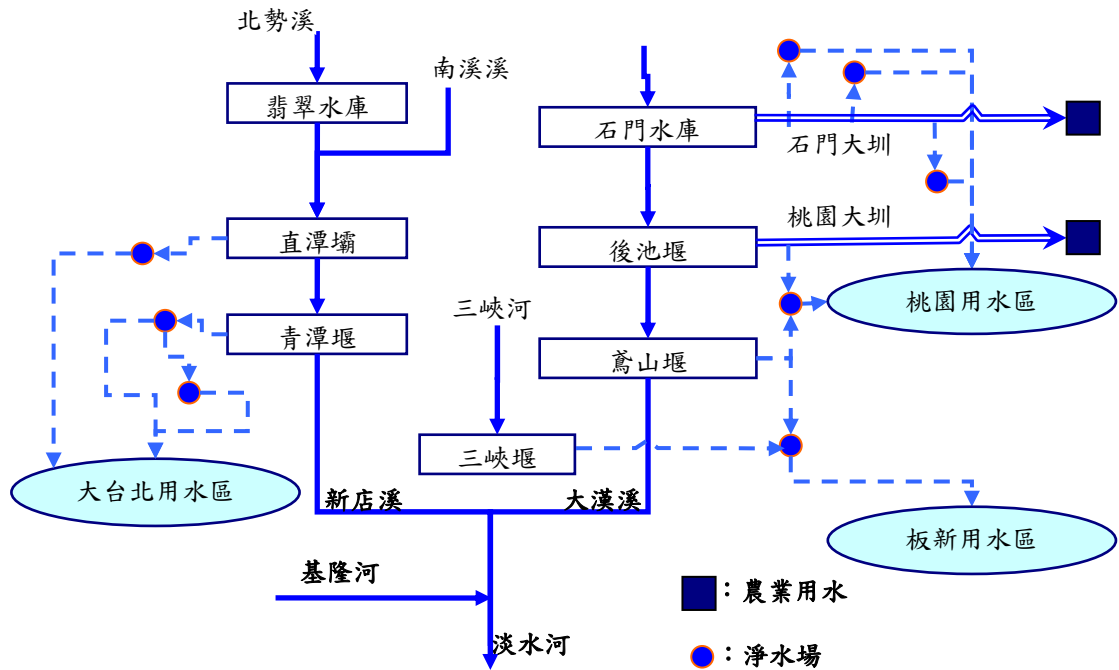 北勢溪
南溪溪
翡翠水庫
石門水庫
石門大圳
桃園大圳
直潭壩
後池堰
桃園用水區
三峽河
青潭堰
鳶山堰
三峽堰
大台北用水區
新店溪
大漢溪
板新用水區
基隆河
：農業用水
淡水河
：淨水場